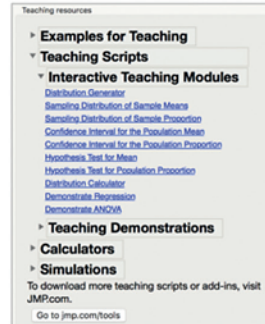 Teaching resources
Examples for Teaching
Teaching Scripts
Interactive Teaching Modules
Distribution Generator
Sampling Distribution of Sample Means
Sampling Distribution of Sample Proportion
Confidence Interval for the Population Mean
Confidence Interval for the Population Proportion
Hypothesis Test for Mean
Hypothesis Test for Population Proportion
Distribution Calculator
Demonstrate Regression
Demonstrate ANOVA
Teaching Demonstrations
Calculators
Simulations
To download more teaching scripts or add-ins, visit
JMP.com.
Go to jmp.com/tools